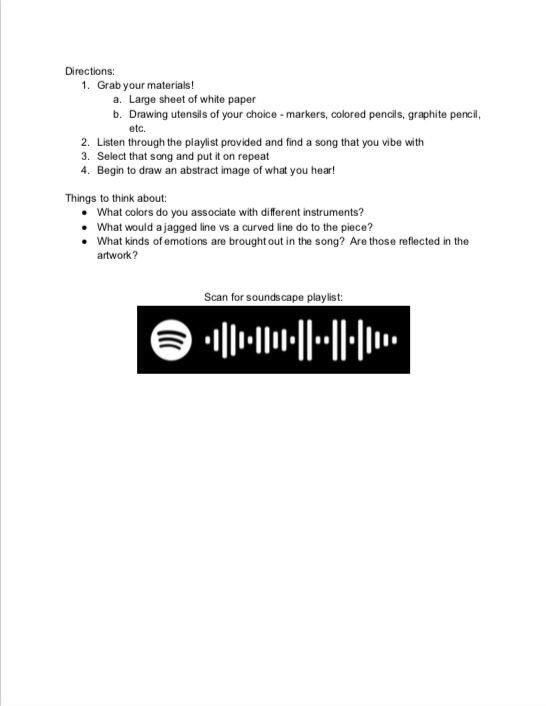 Directions:
1. Grab your materials!
a. Large sheet of white paper
b. Drawing utensils of your choice - markers, colored pencils, graphite pencil,
etc.
2. Listen through the playlist provided and find a song that you vibe with
3. Select that song and put it on repeat
4. Begin to draw an abstract image of what you hear!
Things to think about:
● What colors do you associate with different instruments?
● What would a jagged line vs a curved line do to the piece?
● What kinds of emotions are brought out in the song? Are those reflected in the
artwork?
Scan for soundscape playlist: